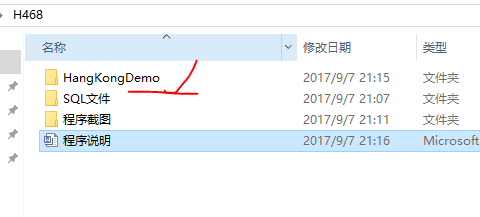 H468
名称 修改日期 类型
HangKongDemo 2017/9/7 21:15 文件夹
SQL文件 2017/9/7 21:07 文件夹
程序截图 2017/9/7 21:11 文件夹
程序说明 2017/9/7 21:16 Microsoft